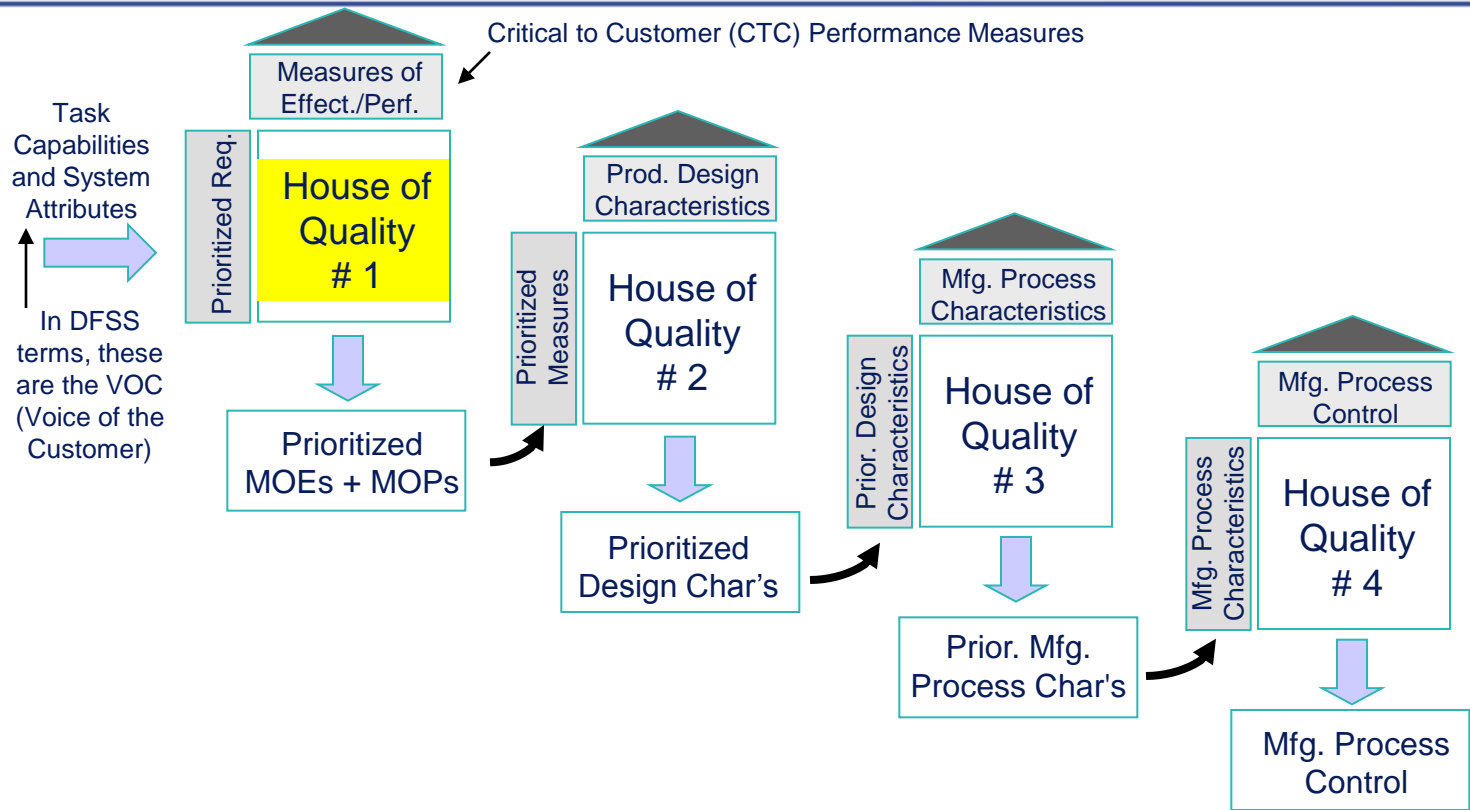 Critical to Customer (CTC) Performance Measures
Task
Capabilities
and System
Attributes
In DFSS
terms, these
are the VOC
(Voice of the
Customer)
Measures of
Effect./Perf.
Prioritized Req.
House of
Quality
# 1
Prioritized
MOEs + MOPs
Prod. Design
Characteristics
Prioritized
Measures
House of
Quality
# 2
Prioritized
Design Char’s
Mfg. Process
Characteristics
Prior. Design
Characteristics
House of
Quality
# 3
Prior. Mfg.
Process Char's
Mfg. Process
Control
Mfg. Process
Characteristics
House of
Quality
# 4
Mfg. Process
Control